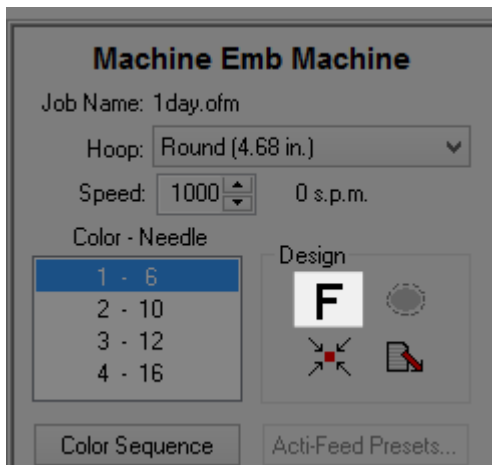 Machine Emb Machine
Job Name: 1day.ofm
Hoop: Round (4.68 in.)
Speed: 1000 0 s.p.m.
Color - Needle
1 - 6
2 - 10
3 - 12
4 - 16
Design
F
Color Sequence
Acti-Feed Presets...